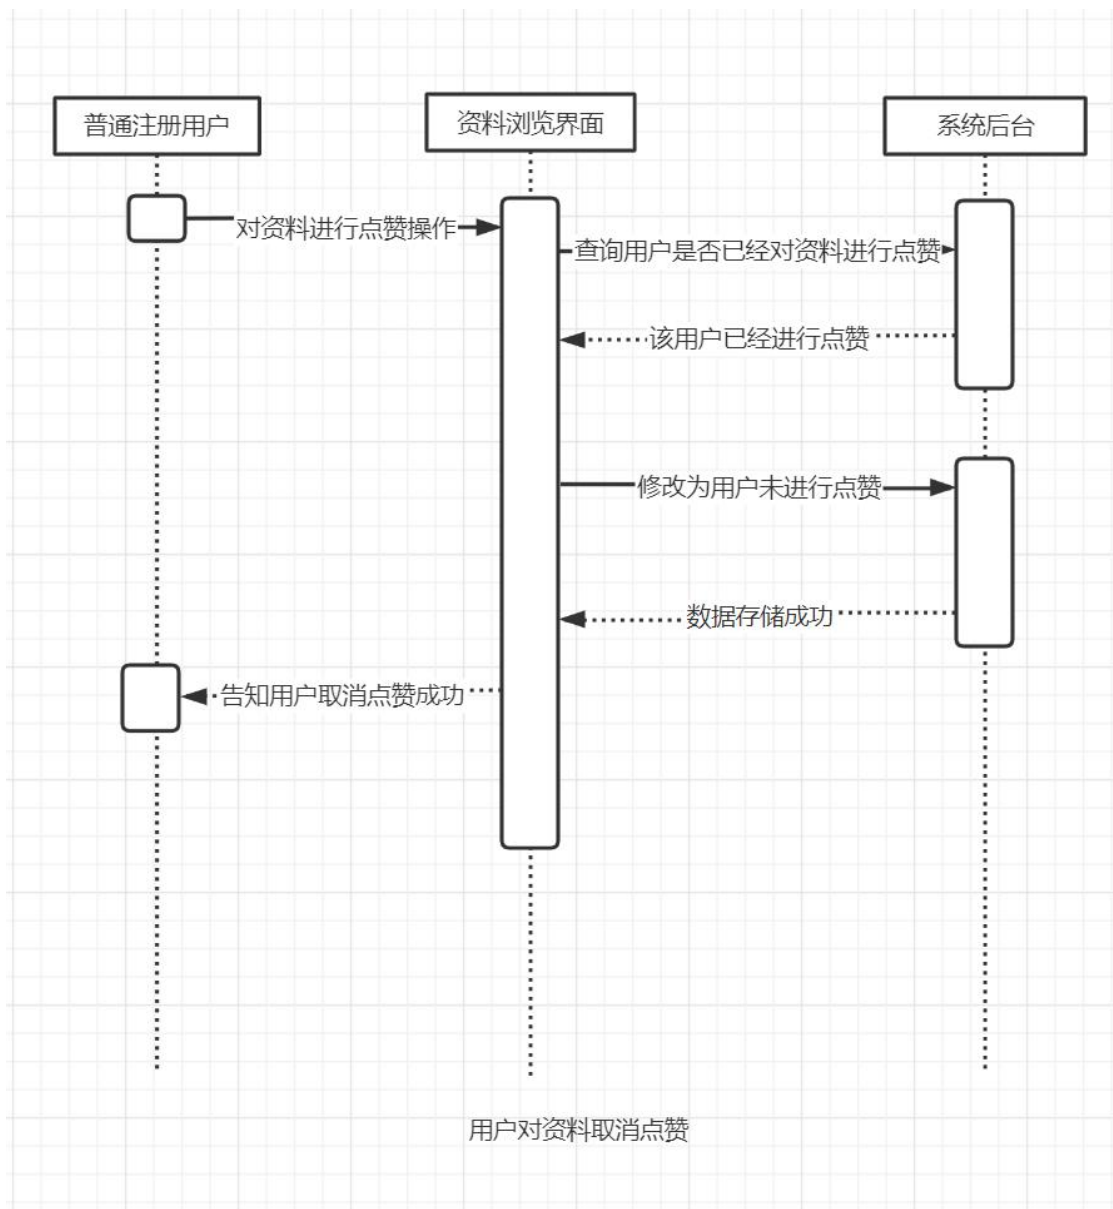 普通注册用户
资料浏览界面
系统后台
对资料进行点赞操作
查询用户是否已经对资料进行点赞
该用户已经进行点赞
修改为用户未进行点赞
数据存储成功
告知用户取消点赞成功
用户对资料取消点赞